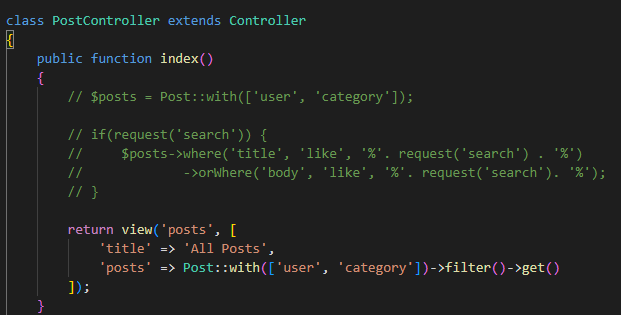 class PostController extends Controller
{
    public function index()
    {
        // $posts = Post::with(['user', 'category']);

        // if(request('search')) {
        //     $posts->where('title', 'like', '%'. request('search') . '%')
        //             ->orWhere('body', 'like', '%'. request('search'). '%');
        // }

        return view('posts', [
            'title' => 'All Posts',
            'posts' => Post::with(['user', 'category'])->filter()->get()
        ]);
    }